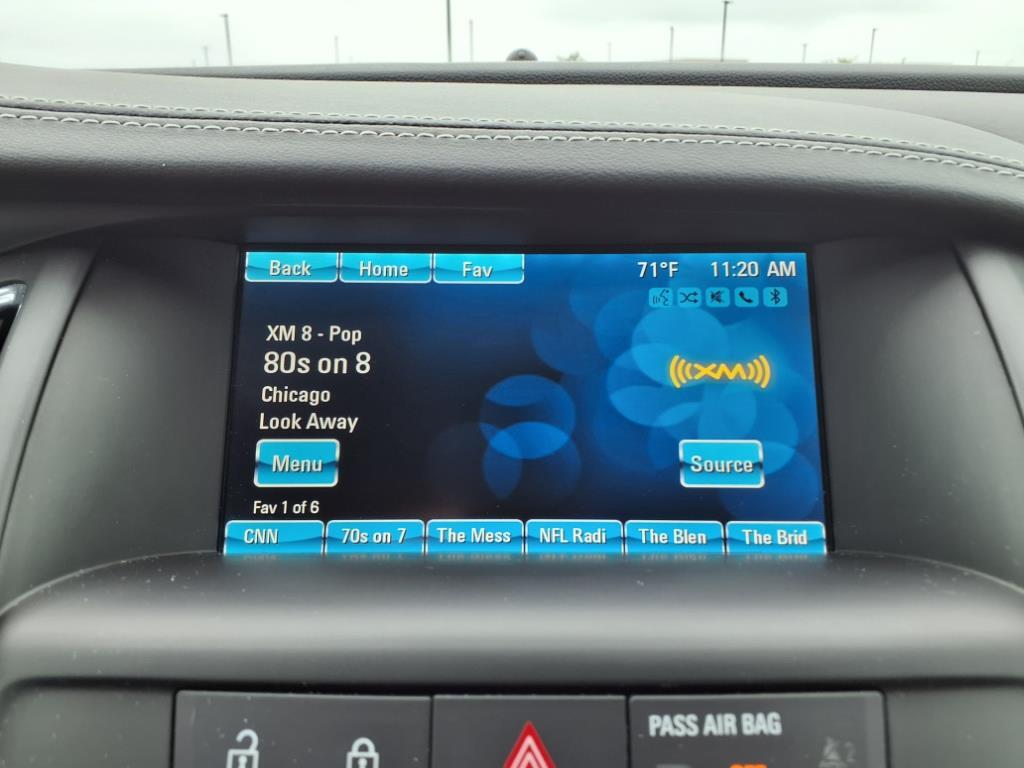 Back Home Fav 71°F 11:20 AM
XM 8 - Pop
80s on 8
Chicago
Look Away
XM
Menu Source
Fav 1 of 6
CNN 70s on 7 The Mess NFL Radi The Blen The Brid
PASS AIR BAG
2